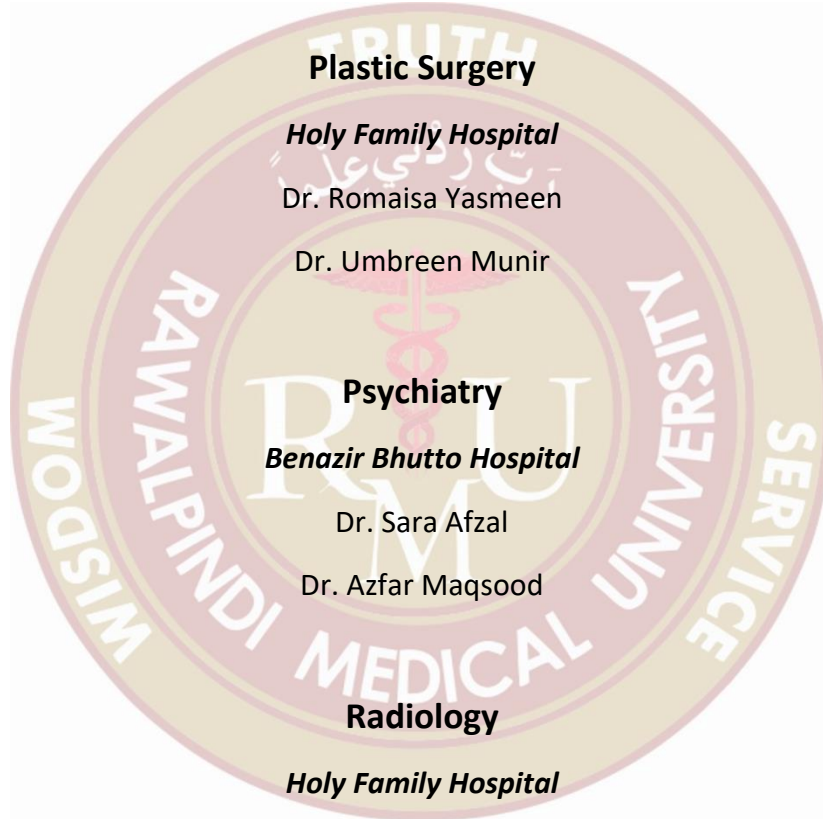 TRUTH
Plastic Surgery
Holy Family Hospital
رَبِّ زِدْنِي عِلْماً
Dr. Romaisa Yasmeen
Dr. Umbreen Munir
Psychiatry
Benazir Bhutto Hospital
Dr. Sara Afzal
Dr. Azfar Maqsood
Radiology
Holy Family Hospital
WISDOM
SERVICE
RAWALPINDI MEDICAL UNIVERSITY
RMU